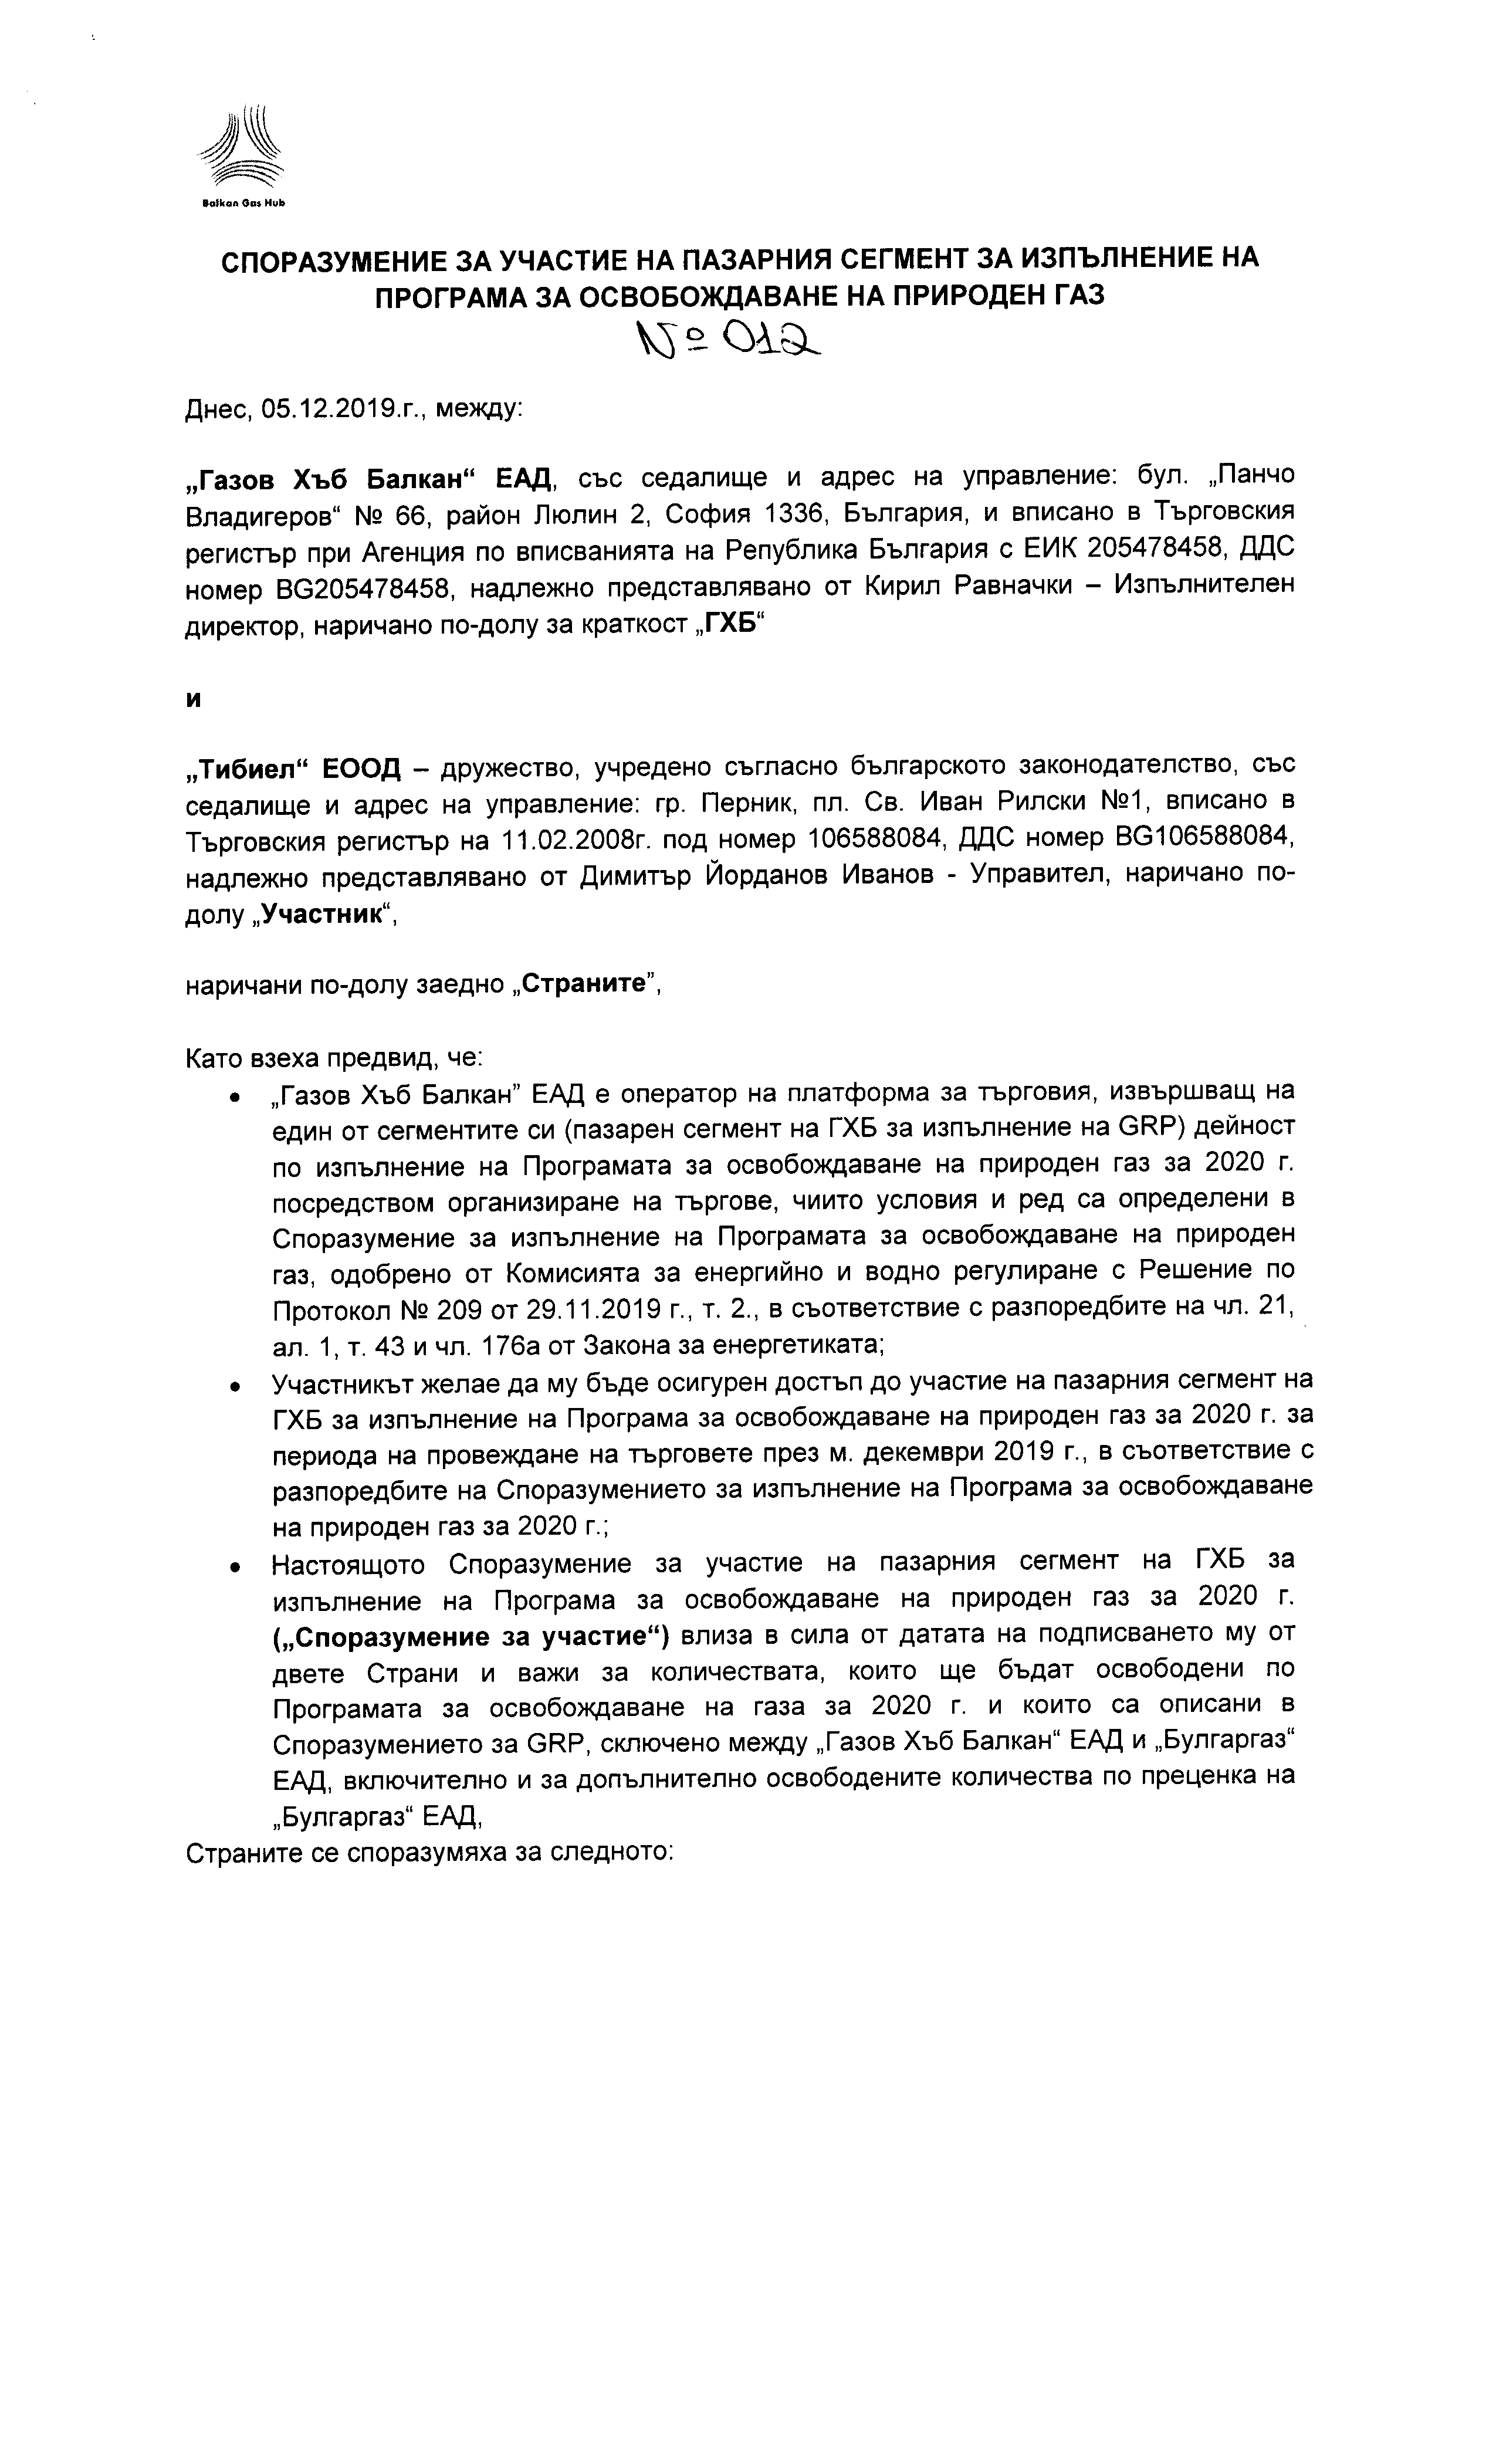 Balkan Gas Hub
СПОРАЗУМЕНИЕ ЗА УЧАСТИЕ НА ПАЗАРНИЯ СЕГМЕНТ ЗА ИЗПЪЛНЕНИЕ НА
ПРОГРАМА ЗА ОСВОБОЖДАВАНЕ НА ПРИРОДЕН ГАЗ
№ 012
Днес, 05.12.2019.г., между:
„Газов Хъб Балкан“ ЕАД, със седалище и адрес на управление: бул. „Панчо
Владигеров“ № 66, район Люлин 2, София 1336, България, и вписано в Търговския
регистър при Агенция по вписванията на Република България с ЕИК 205478458, ДДС
номер BG205478458, надлежно представлявано от Кирил Равначки – Изпълнителен
директор, наричано по-долу за краткост „ГХБ“
и
„Тибиел“ ЕООД – дружество, учредено съгласно българското законодателство, със
седалище и адрес на управление: гр. Перник, пл. Св. Иван Рилски №1, вписано в
Търговския регистър на 11.02.2008г. под номер 106588084, ДДС номер BG106588084,
надлежно представлявано от Димитър Йорданов Иванов - Управител, наричано по-
долу „Участник“,
наричани по-долу заедно „Страните”,
Като взеха предвид, че:
• „Газов Хъб Балкан” ЕАД е оператор на платформа за търговия, извършващ на
един от сегментите си (пазарен сегмент на ГХБ за изпълнение на GRP) дейност
по изпълнение на Програмата за освобождаване на природен газ за 2020 г.
посредством организиране на търгове, чиито условия и ред са определени в
Споразумение за изпълнение на Програмата за освобождаване на природен
газ, одобрено от Комисията за енергийно и водно регулиране с Решение по
Протокол № 209 от 29.11.2019 г., т. 2., в съответствие с разпоредбите на чл. 21,
ал. 1, т. 43 и чл. 176а от Закона за енергетиката;
• Участникът желае да му бъде осигурен достъп до участие на пазарния сегмент на
ГХБ за изпълнение на Програма за освобождаване на природен газ за 2020 г. за
периода на провеждане на търговете през м. декември 2019 г., в съответствие с
разпоредбите на Споразумението за изпълнение на Програма за освобождаване
на природен газ за 2020 г.;
• Настоящото Споразумение за участие на пазарния сегмент на ГХБ за
изпълнение на Програма за освобождаване на природен газ за 2020 г.
(„Споразумение за участие“) влиза в сила от датата на подписването му от
двете Страни и важи за количествата, които ще бъдат освободени по
Програмата за освобождаване на газа за 2020 г. и които са описани в
Споразумението за GRP, сключено между „Газов Хъб Балкан“ ЕАД и „Булгаргаз“
ЕАД, включително и за допълнително освободените количества по преценка на
„Булгаргаз“ ЕАД,
Страните се споразумяха за следното: